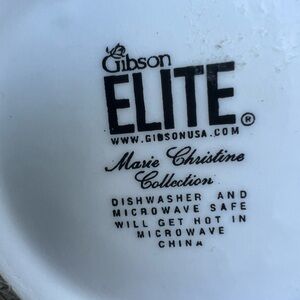 Gibson
ELITE®
WWW.GIBSONUSA.COM
Marie Christine
Collection
DISHWASHER AND
MICROWAVE SAFE
WILL GET HOT IN
MICROWAVE
CHINA